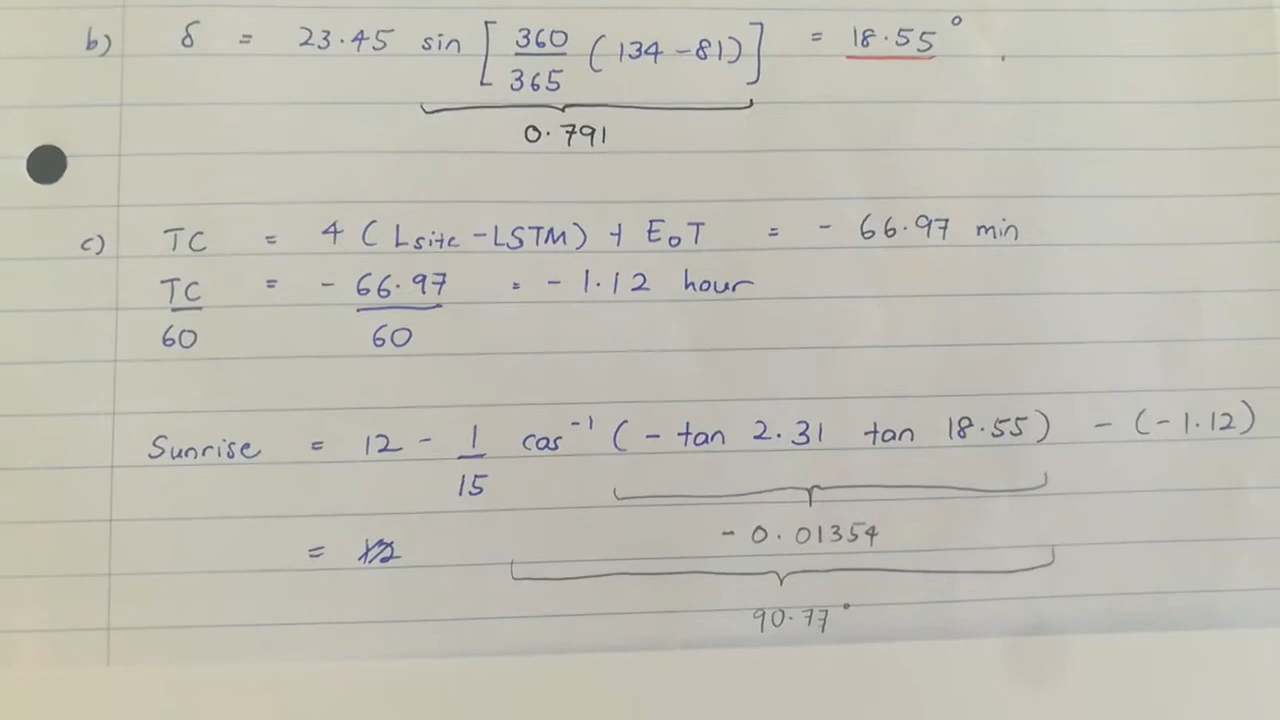 b) δ = 23.45 sin [ 360/365 (134 - 81) ] = 18.55°
0.791
c) TC = 4 ( Lsite - LSTM) + EoT = - 66.97 min
TC/60 = - 66.97/60 = - 1.12 hour
Sunrise = 12 - 1/15 cos⁻¹ ( - tan 2.31 tan 18.55) - (-1.12)
- 0.01354
=
90.77°